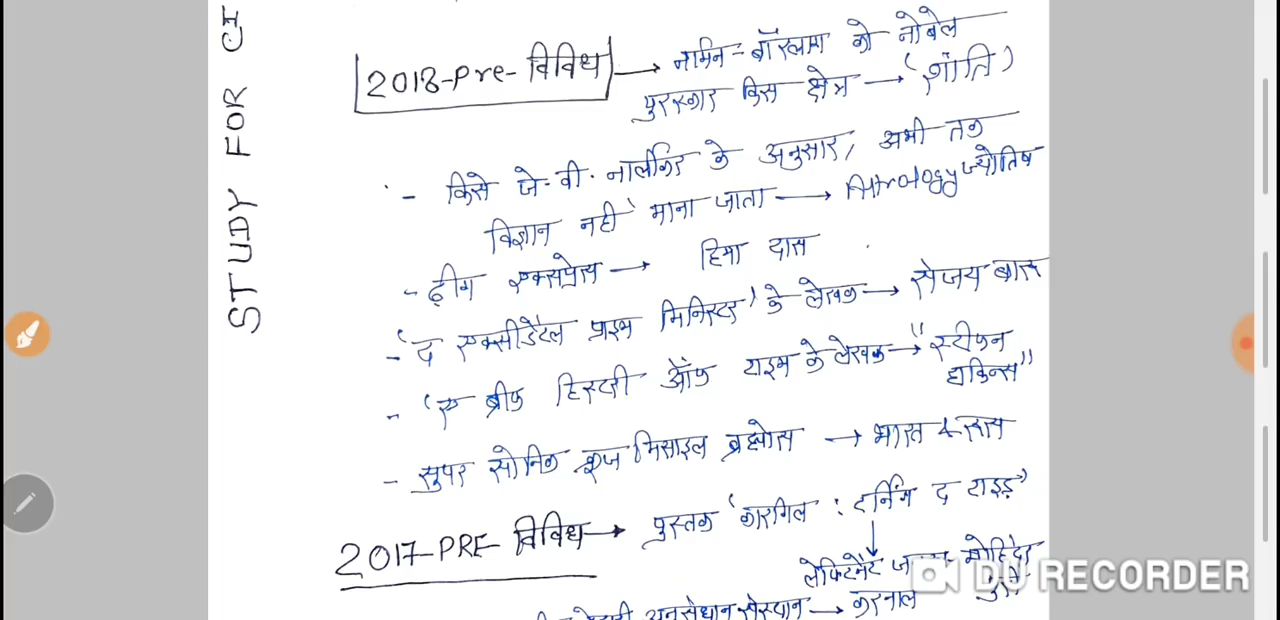 STUDY FOR CI
2018-Pre-विविध → नार्मन-बॉरलाग को नोबेल
पुरस्कार किस क्षेत्र → (शांति)
- किसे जे. वी. नार्लीकर के अनुसार, अभी तक
विज्ञान नहीं माना जाता → Astrology ज्योतिष
- ढ़ींग एक्सप्रेस → हिमा दास
- 'द एक्सीडेंटल प्राइम मिनिस्टर' के लेखक → संजय बारू
- 'ए ब्रीफ हिस्टरी ऑफ टाइम के लेखक → "स्टीफन
हाकिन्स"
- सुपर सोनिक क्रूज मिसाइल ब्रह्मोस → भारत & रूस
2017-PRE-विविध → पुस्तक 'कारगिल : टर्निंग द टाइड़'
लेफ्टिनेंट मोहिंदर
अनुसंधान संस्थान → करनाल
DU RECORDER